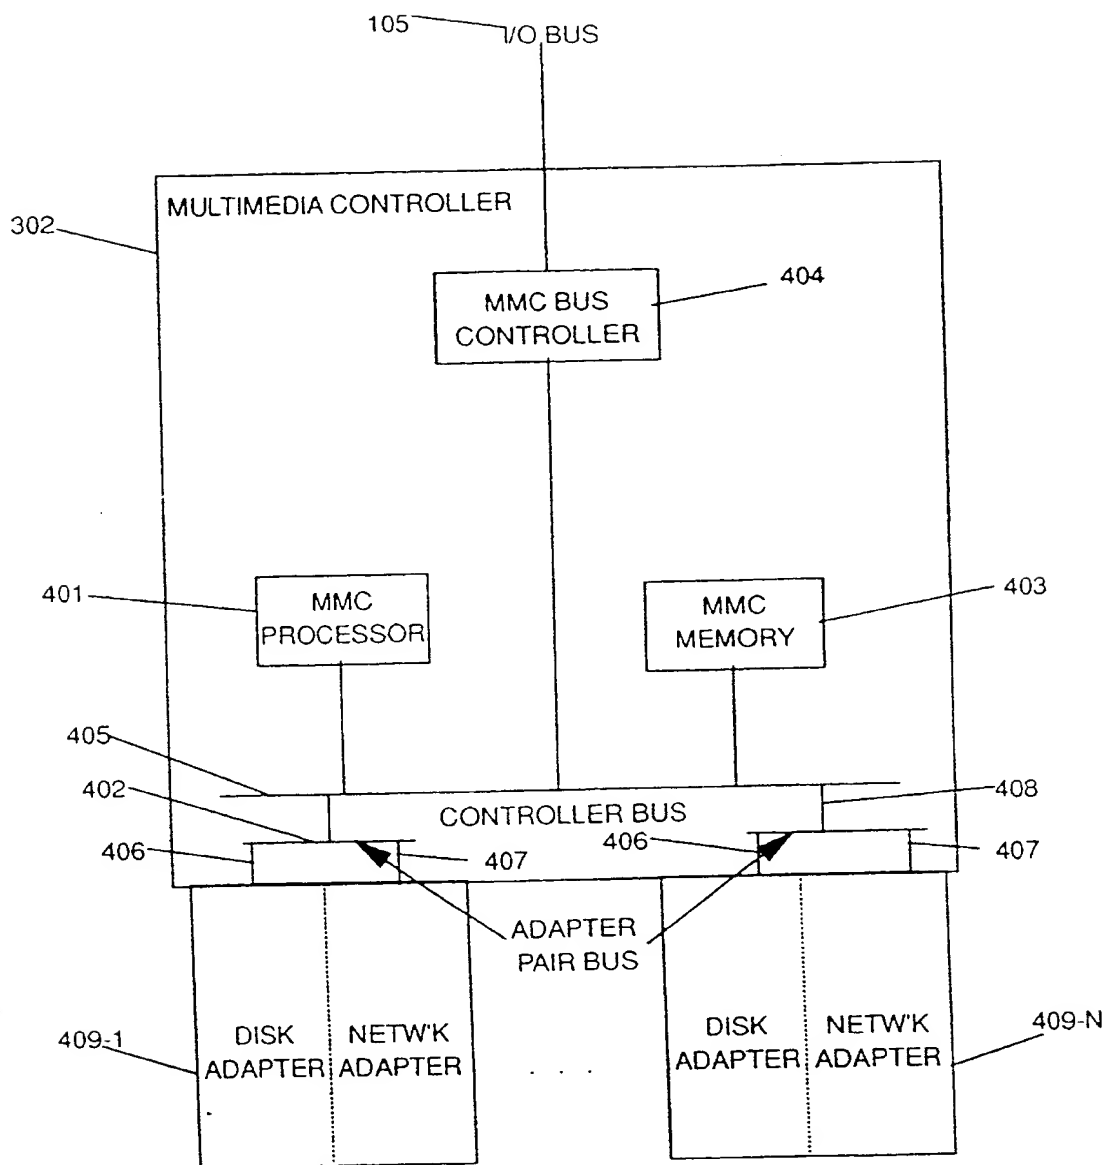 105
I/O BUS
MULTIMEDIA CONTROLLER
302
404
MMC BUS
CONTROLLER
401
MMC
PROCESSOR
403
MMC
MEMORY
405
402
CONTROLLER BUS
408
406
407
406
407
ADAPTER
PAIR BUS
409-1
DISK
ADAPTER
NETW'K
ADAPTER
. . .
DISK
ADAPTER
NETW'K
ADAPTER
409-N